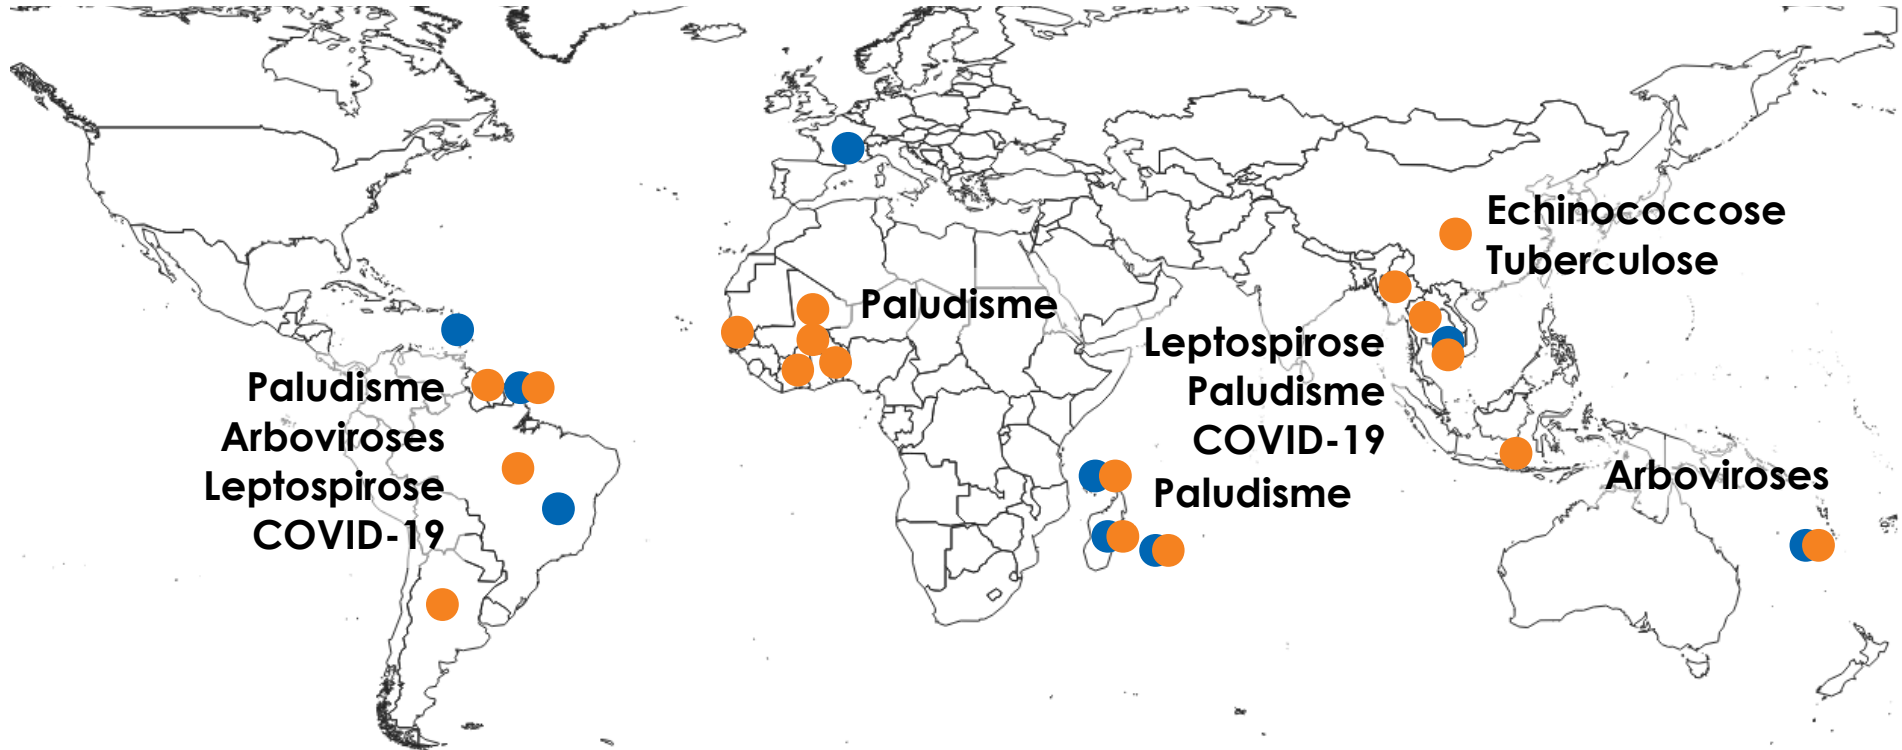 Echinococcose
Tuberculose
Paludisme
Leptospirose
Paludisme
COVID-19
Paludisme
Arboviroses
Leptospirose
COVID-19
Arboviroses
Paludisme